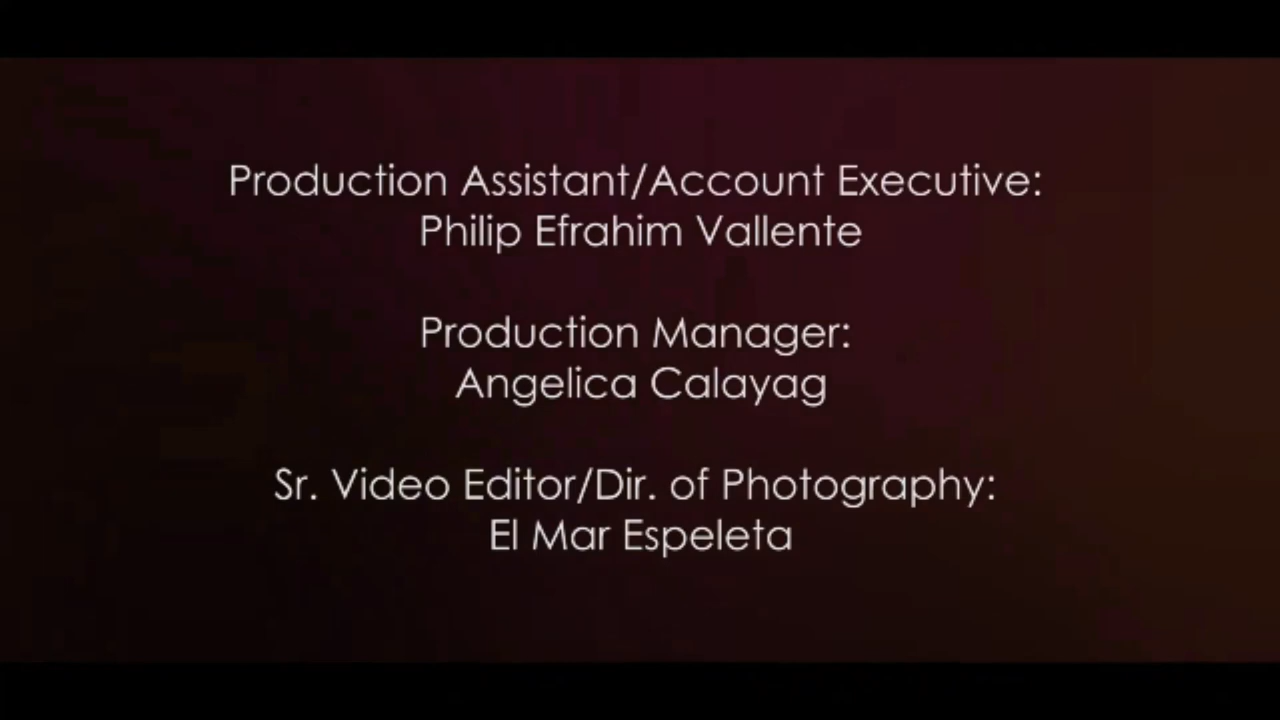 Production Assistant/Account Executive:
Philip Efrahim Vallente
Production Manager:
Angelica Calayag
Sr. Video Editor/Dir. of Photography:
El Mar Espeleta